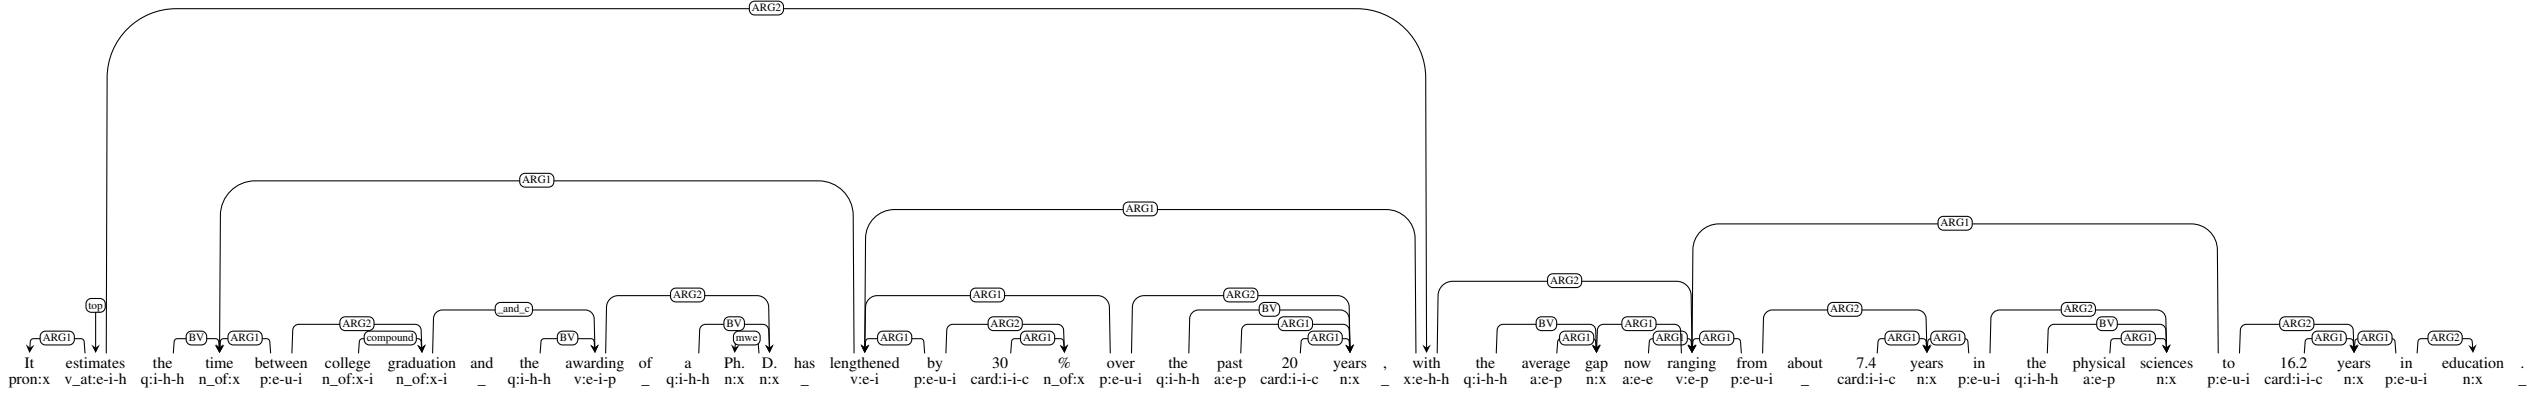 ARG2
ARG1
ARG1
ARG1
ARG2
top _and_c ARG2 ARG1 ARG2 BV ARG2 ARG2
ARG2 BV ARG2 ARG1 BV ARG1 BV ARG2
ARG1 BV ARG1 compound BV mwe ARG1 ARG1 ARG1 ARG1 ARG1 ARG1 ARG1 ARG1 ARG1 ARG1 ARG1 ARG2
It estimates the time between college graduation and the awarding of a Ph. D. has lengthened by 30 % over the past 20 years , with the average gap now ranging from about 7.4 years in the physical sciences to 16.2 years in education .
pron:x v_at:e-i-h q:i-h-h n_of:x p:e-u-i n_of:x-i n_of:x-i _ q:i-h-h v:e-i-p _ q:i-h-h n:x n:x _ v:e-i p:e-u-i card:i-i-c n_of:x p:e-u-i q:i-h-h a:e-p card:i-i-c n:x _ x:e-h-h q:i-h-h a:e-p n:x a:e-e v:e-p p:e-u-i _ card:i-i-c n:x p:e-u-i q:i-h-h a:e-p n:x p:e-u-i card:i-i-c n:x p:e-u-i n:x _